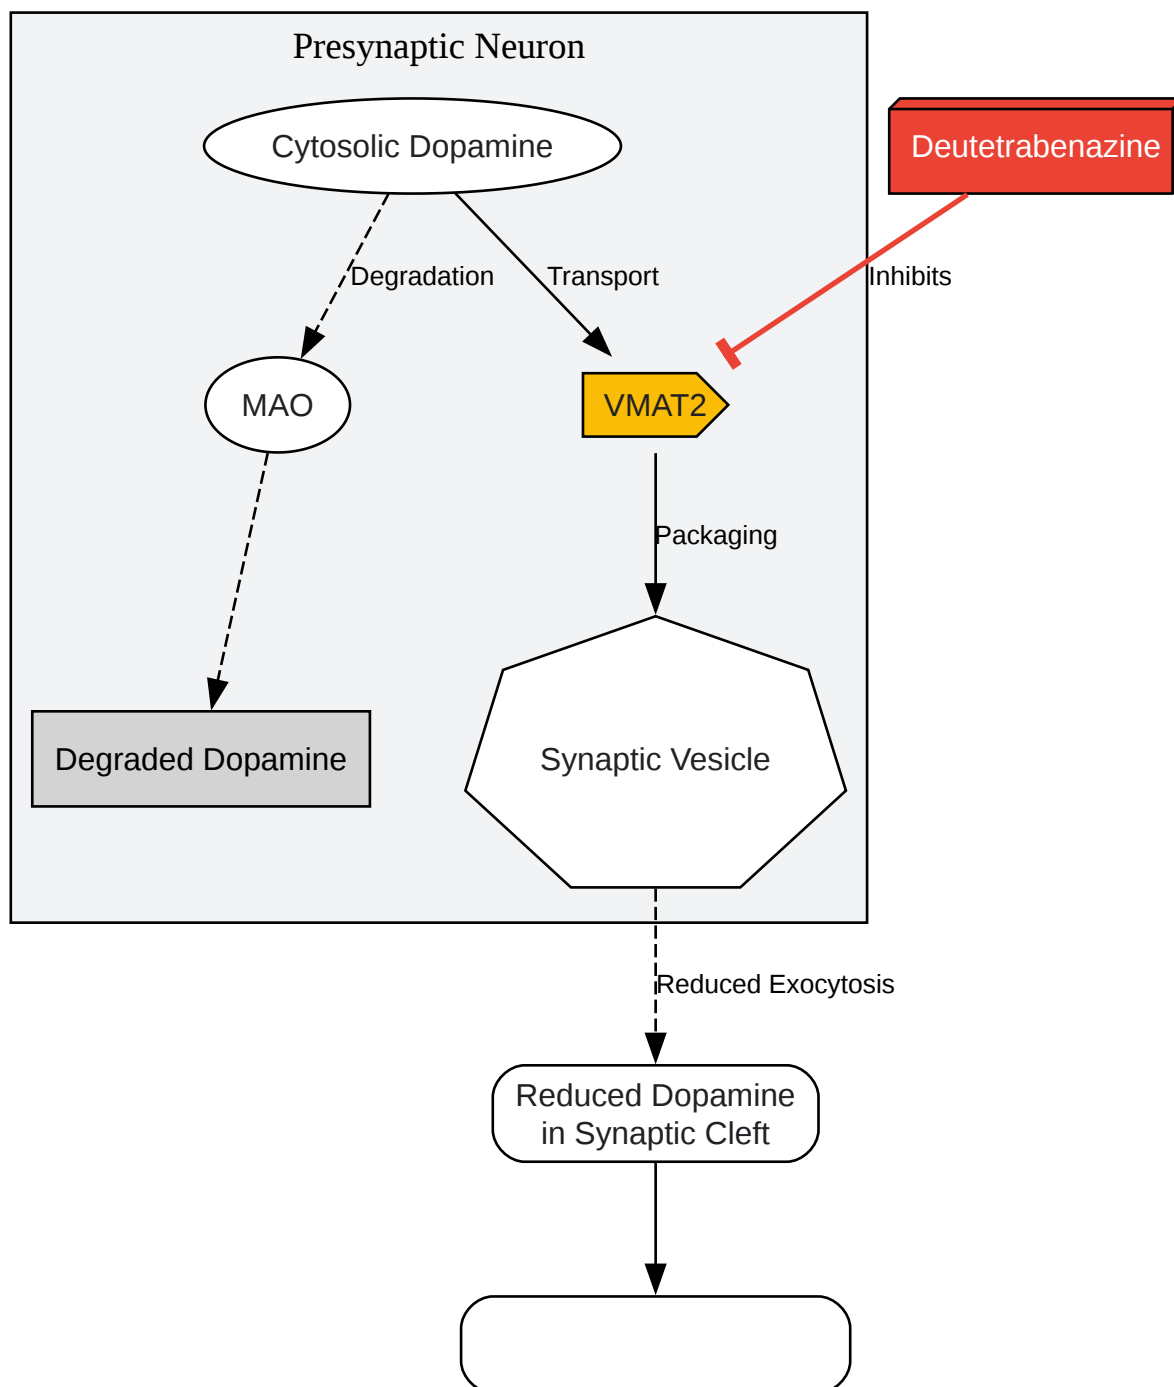 Presynaptic Neuron
Cytosolic Dopamine
Deutetrabenazine
Degradation
Transport
Inhibits
MAO
VMAT2
Packaging
Degraded Dopamine
Synaptic Vesicle
Reduced Exocytosis
Reduced Dopamine
in Synaptic Cleft